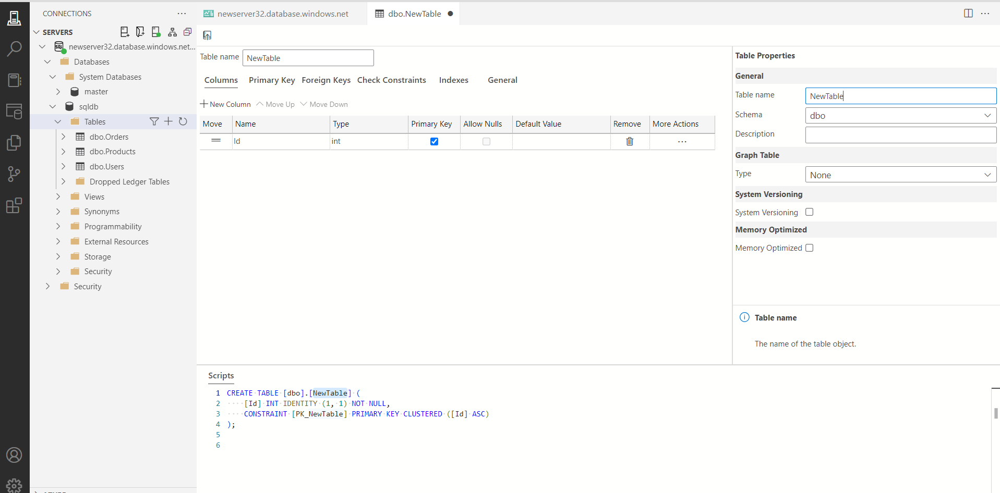 CONNECTIONS
SERVERS
newserver32.database.windows.net...
Databases
System Databases
master
sqldb
Tables
dbo.Orders
dbo.Products
dbo.Users
Dropped Ledger Tables
Views
Synonyms
Programmability
External Resources
Storage
Security
Security
newserver32.database.windows.net
dbo.NewTable
Table name NewTable
Columns Primary Key Foreign Keys Check Constraints Indexes General
New Column Move Up Move Down
Move Name Type Primary Key Allow Nulls Default Value Remove More Actions
Id int
Table Properties
General
Table name NewTable
Schema dbo
Description
Graph Table
Type None
System Versioning
System Versioning
Memory Optimized
Memory Optimized
Table name
The name of the table object.
Scripts
1 CREATE TABLE [dbo].[NewTable] (
2 [Id] INT IDENTITY (1, 1) NOT NULL,
3 CONSTRAINT [PK_NewTable] PRIMARY KEY CLUSTERED ([Id] ASC)
4 );
5
6